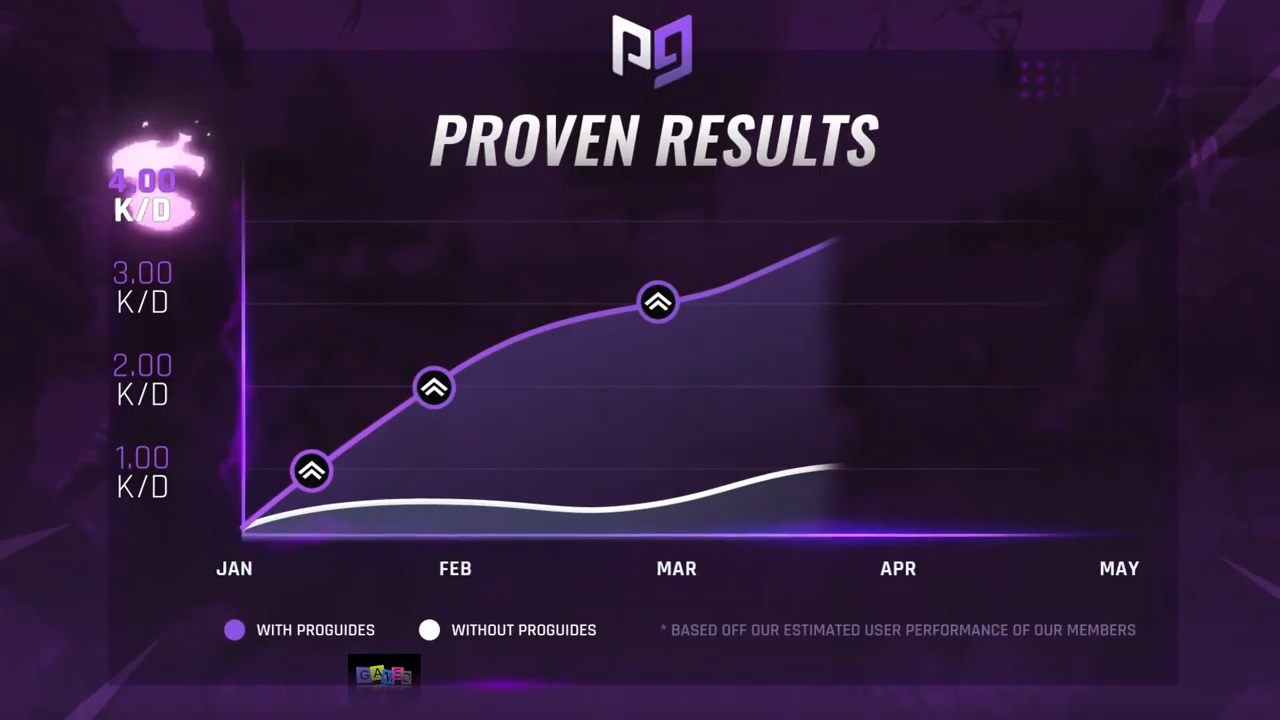 PG
PROVEN RESULTS
4.00
K/D
3.00
K/D
2.00
K/D
1.00
K/D
JAN FEB MAR APR MAY
WITH PROGUIDES WITHOUT PROGUIDES * BASED OFF OUR ESTIMATED USER PERFORMANCE OF OUR MEMBERS